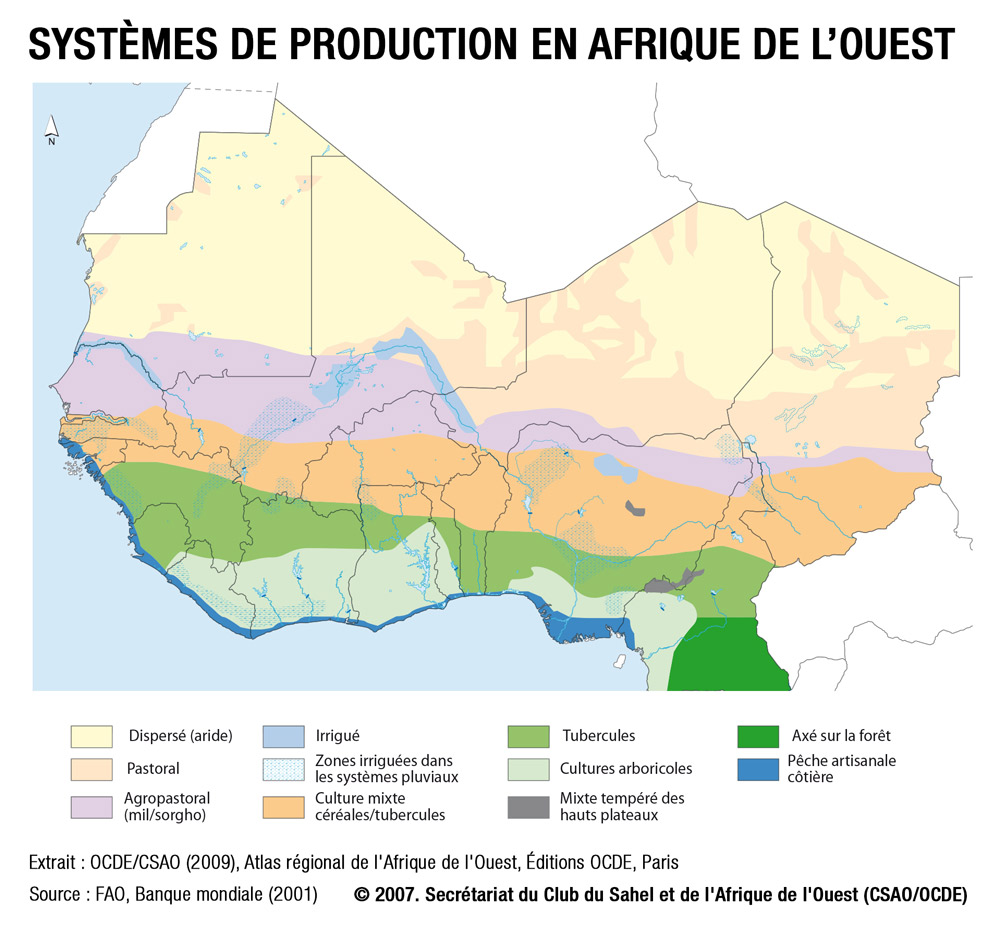 SYSTÈMES DE PRODUCTION EN AFRIQUE DE L’OUEST
N
Dispersé (aride)
Pastoral
Agropastoral
(mil/sorgho)
Irrigué
Zones irriguées dans
les systèmes pluviaux
Culture mixte
céréales/tubercules
Tubercules
Cultures arboricoles
Mixte tempéré des
hauts plateaux
Axé sur la forêt
Pêche artisanale
côtière
Extrait : OCDE/CSAO (2009), Atlas régional de l'Afrique de l'Ouest, Éditions OCDE, Paris
Source : FAO, Banque mondiale (2001) © 2007. Secrétariat du Club du Sahel et de l'Afrique de l'Ouest (CSAO/OCDE)